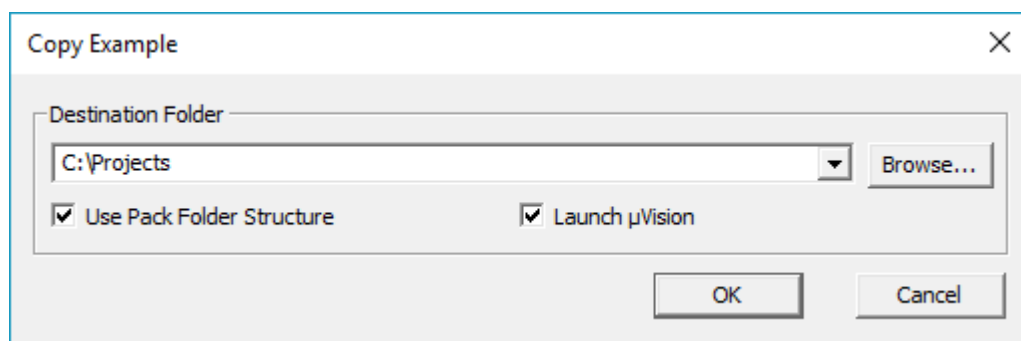 Copy Example
Destination Folder
C:\Projects
Browse...
Use Pack Folder Structure
Launch µVision
OK
Cancel